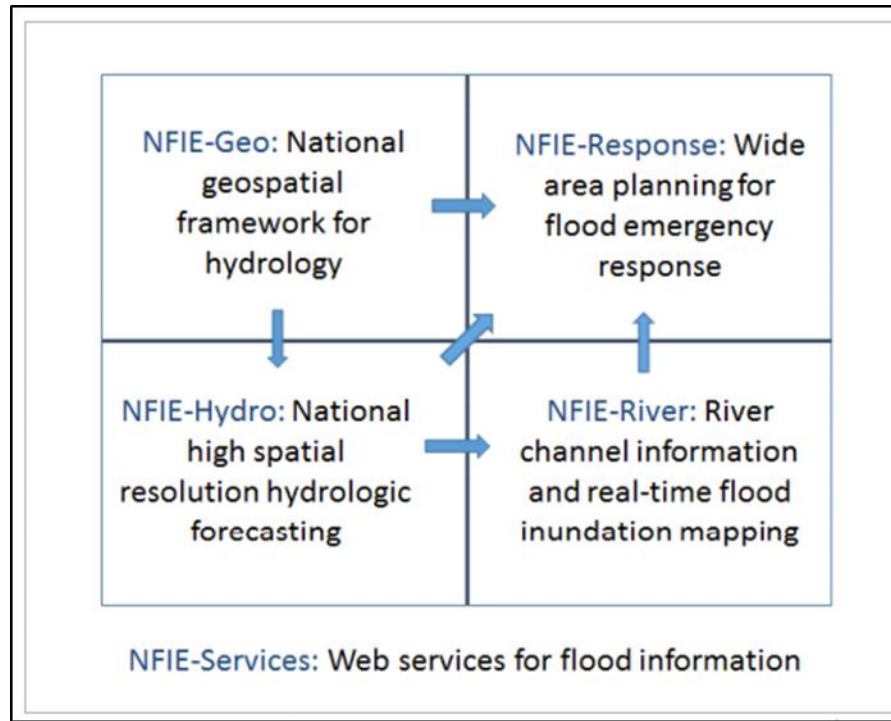 NFIE-Geo: National
geospatial
framework for
hydrology
NFIE-Response: Wide
area planning for
flood emergency
response
NFIE-Hydro: National
high spatial
resolution hydrologic
forecasting
NFIE-River: River
channel information
and real-time flood
inundation mapping
NFIE-Services: Web services for flood information